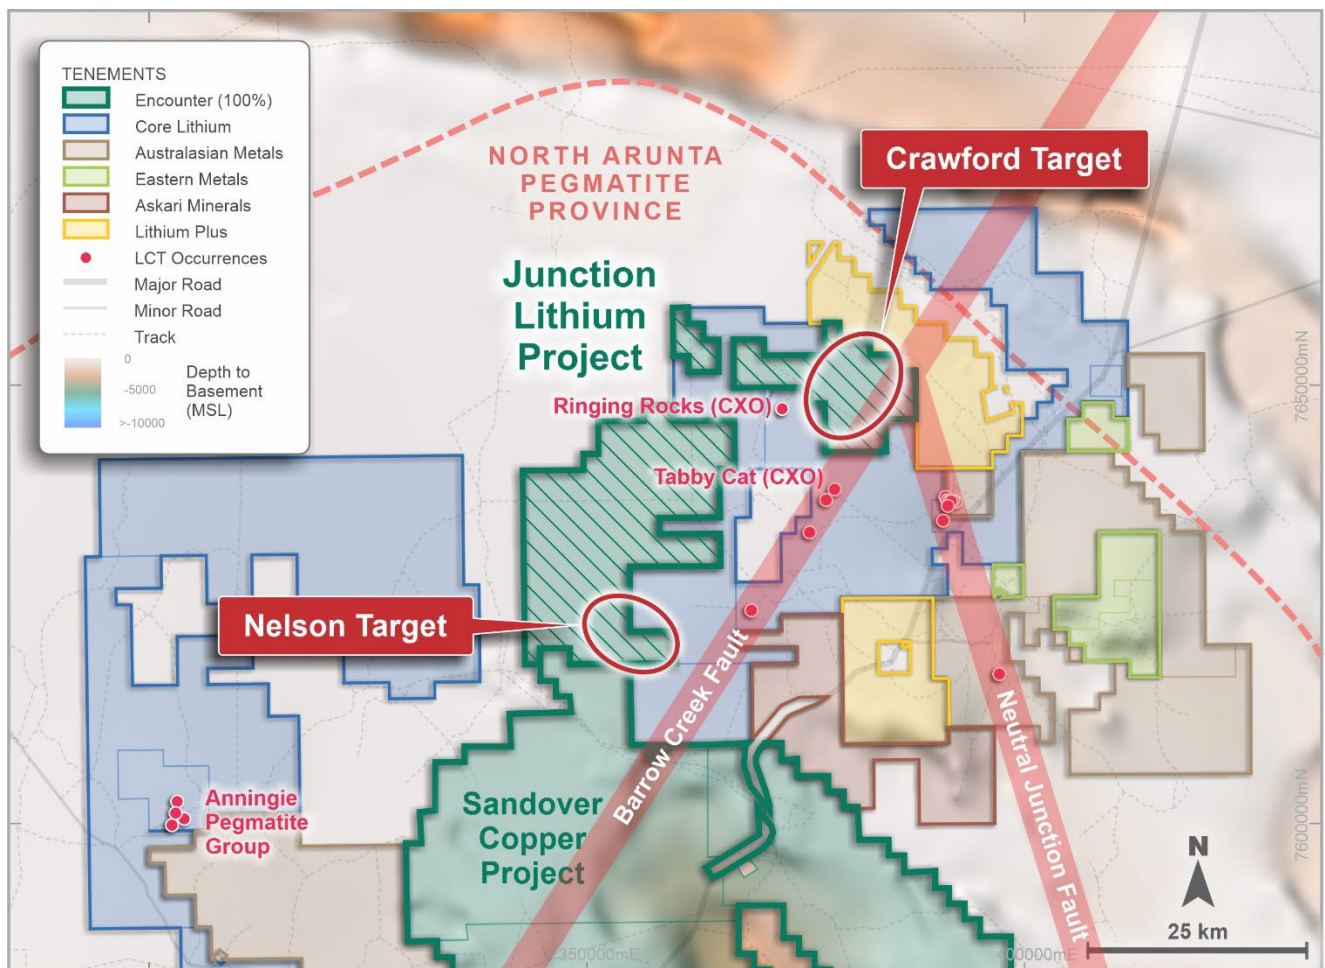 TENEMENTS
Encounter (100%)
Core Lithium
Australasian Metals
Eastern Metals
Askari Minerals
Lithium Plus
LCT Occurrences
Major Road
Minor Road
Track
0
-5000
>-10000
Depth to
Basement
(MSL)
NORTH ARUNTA
PEGMATITE
PROVINCE
Crawford Target
Junction
Lithium
Project
Ringing Rocks (CXO)
Tabby Cat (CXO)
7650000mN
Nelson Target
Barrow Creek Fault
Neutral Junction Fault
Anningie
Pegmatite
Group
Sandover
Copper
Project
7600000mN
N
25 km
350000mE
400000mE